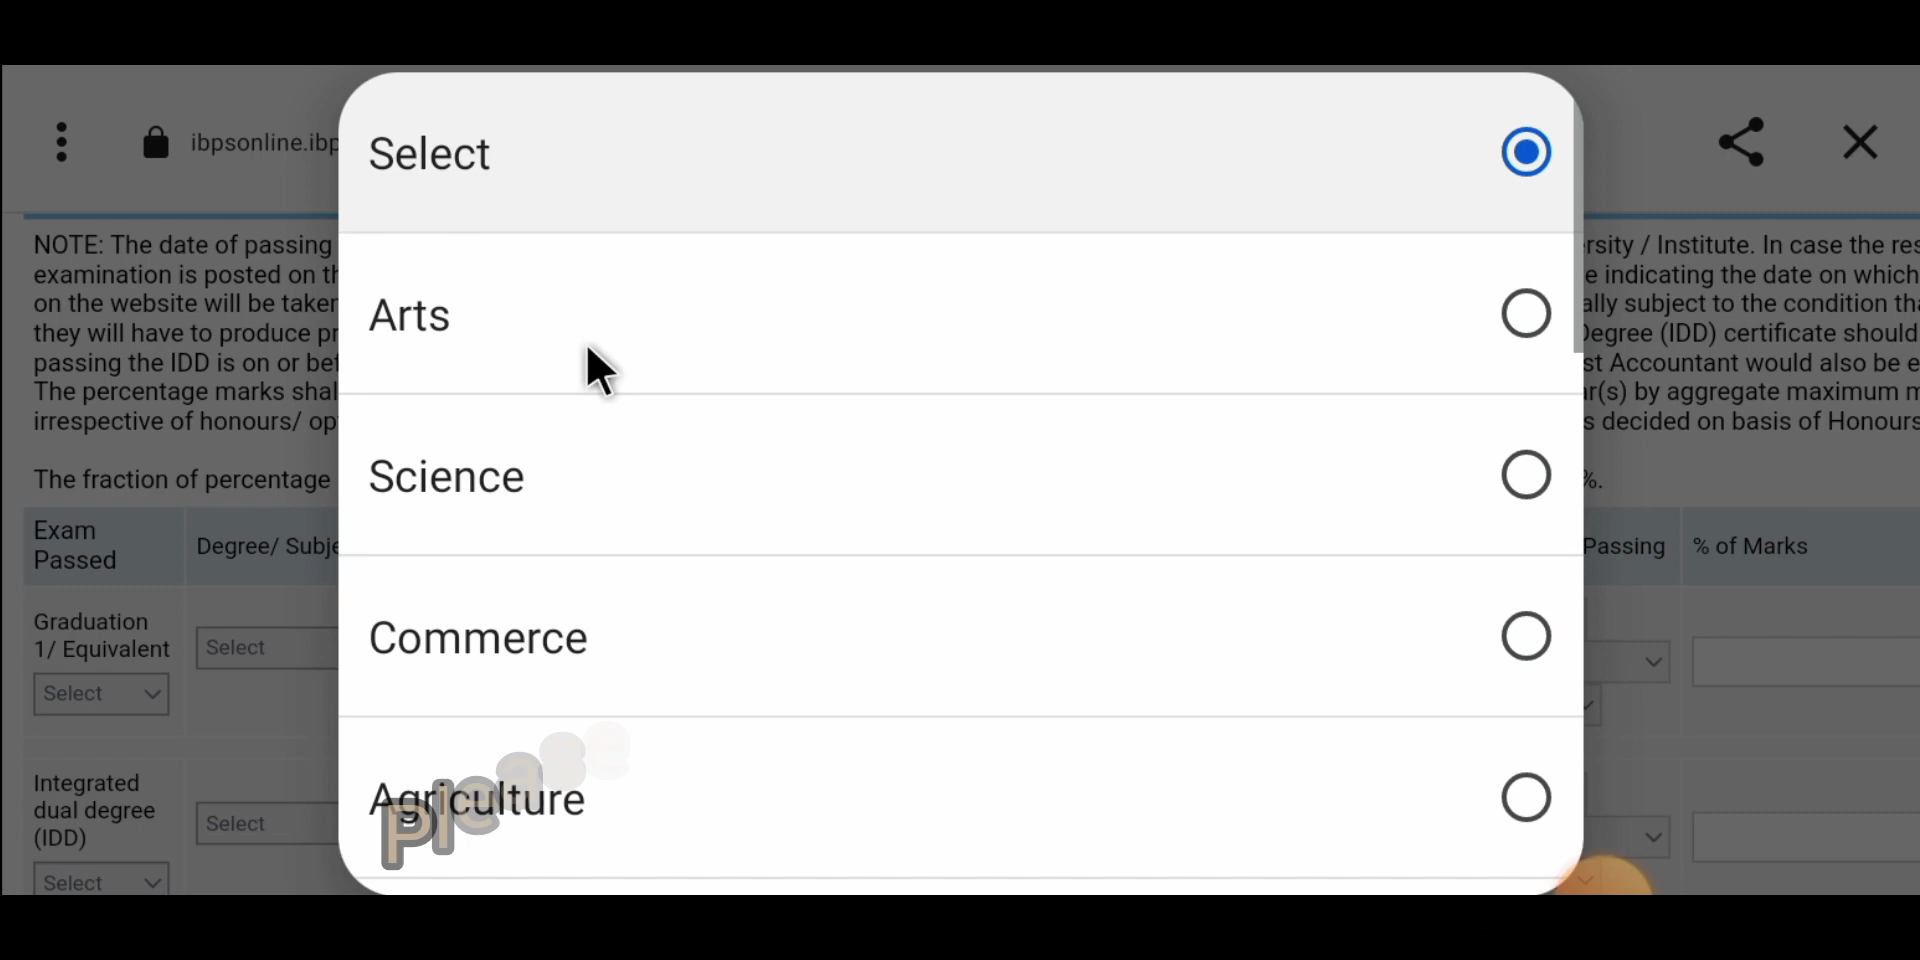 ibpsonline.ibp
Select
Arts
Science
Commerce
Agriculture
Please
NOTE: The date of passing
examination is posted on th
on the website will be taken
they will have to produce pr
passing the IDD is on or bef
The percentage marks shal
irrespective of honours/ op
The fraction of percentage
rsity / Institute. In case the res
e indicating the date on which
ally subject to the condition tha
Degree (IDD) certificate should
st Accountant would also be e
ar(s) by aggregate maximum m
s decided on basis of Honours
%.
Exam
Passed
Degree/ Subje
Passing
% of Marks
Graduation
1/ Equivalent
Select
Select
Integrated
dual degree
(IDD)
Select
Select